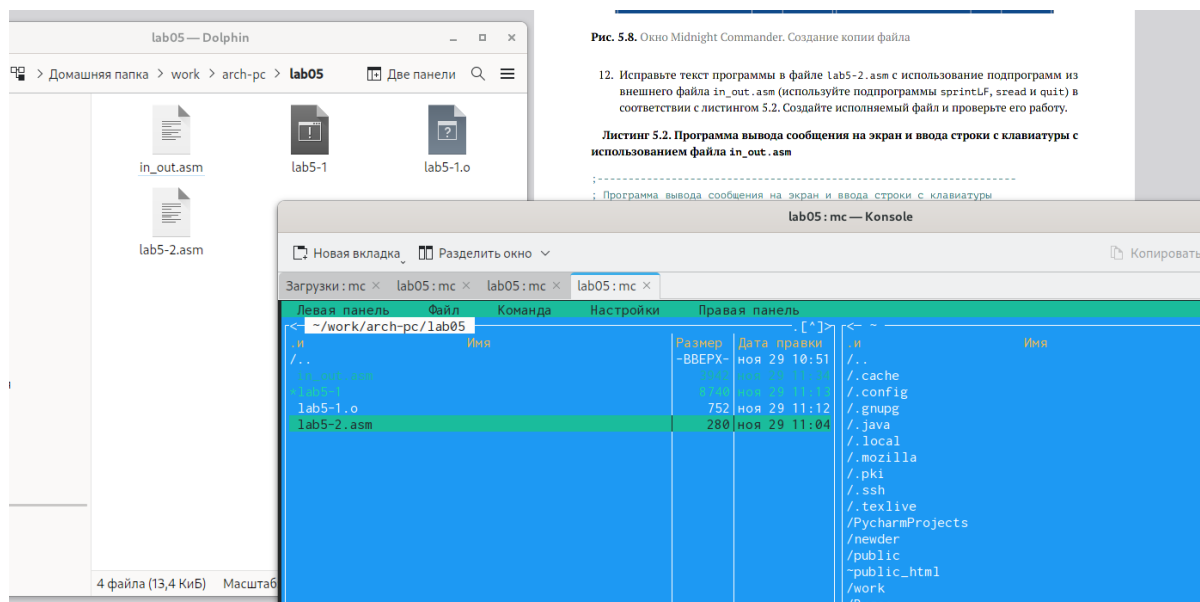 lab05 — Dolphin
Домашняя папка
work
arch-pc
lab05
Две панели
in_out.asm
lab5-1
lab5-1.o
lab5-2.asm
4 файла (13,4 КиБ)
Масштаб
Рис. 5.8. Окно Midnight Commander. Создание копии файла
12. Исправьте текст программы в файле lab5-2.asm с использование подпрограмм из
внешнего файла in_out.asm (используйте подпрограммы sprintLF, sread и quit) в
соответствии с листингом 5.2. Создайте исполняемый файл и проверьте его работу.
Листинг 5.2. Программа вывода сообщения на экран и ввода строки с клавиатуры с
использованием файла in_out.asm
;------------------------------------------------------------------
; Программа вывода сообщения на экран и ввода строки с клавиатуры
lab05 : mc — Konsole
Новая вкладка
Разделить окно
Копировать
Загрузки : mc
lab05 : mc
lab05 : mc
lab05 : mc
Левая панель Файл Команда Настройки Правая панель
<— ~/work/arch-pc/lab05 .[^]>
.и Имя Размер Дата правки
/.. -ВВЕРХ- ноя 29 10:51
in_out.asm
*lab5-1 8740 ноя 29 11:13
lab5-1.o 752 ноя 29 11:12
lab5-2.asm 280 ноя 29 11:04
<— ~
.и Имя
/..
/.cache
/.config
/.gnupg
/.java
/.local
/.mozilla
/.pki
/.ssh
/.texlive
/PycharmProjects
/newder
/public
~public_html
/work